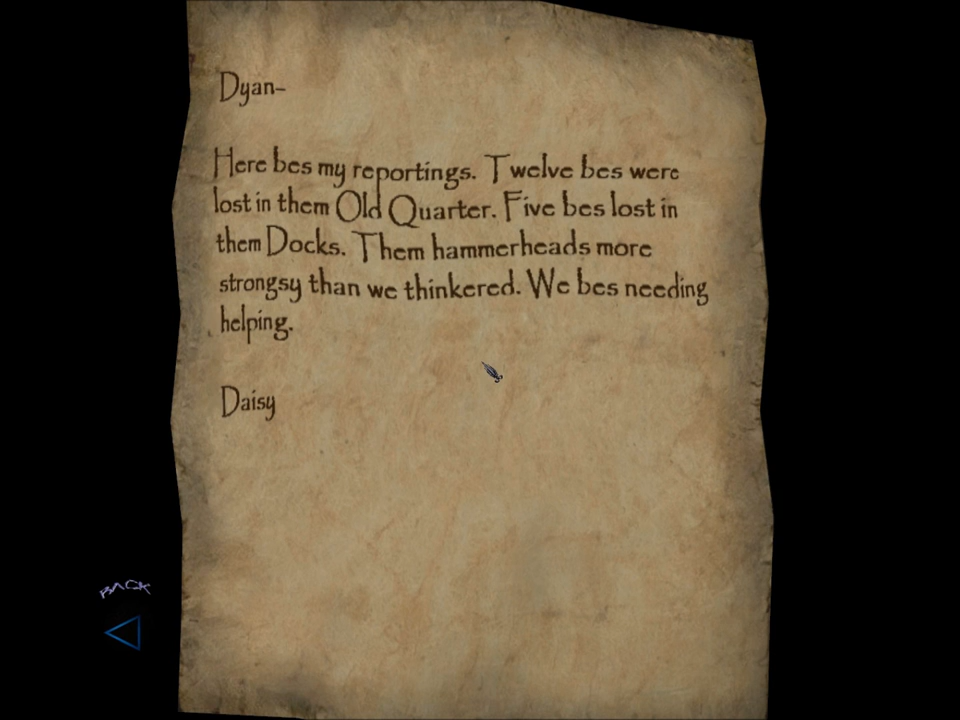 Dyan-
Here bes my reportings. Twelve bes were
lost in them Old Quarter. Five bes lost in
them Docks. Them hammerheads more
strongsy than we thinkered. We bes needing
helping.
Daisy
BACK